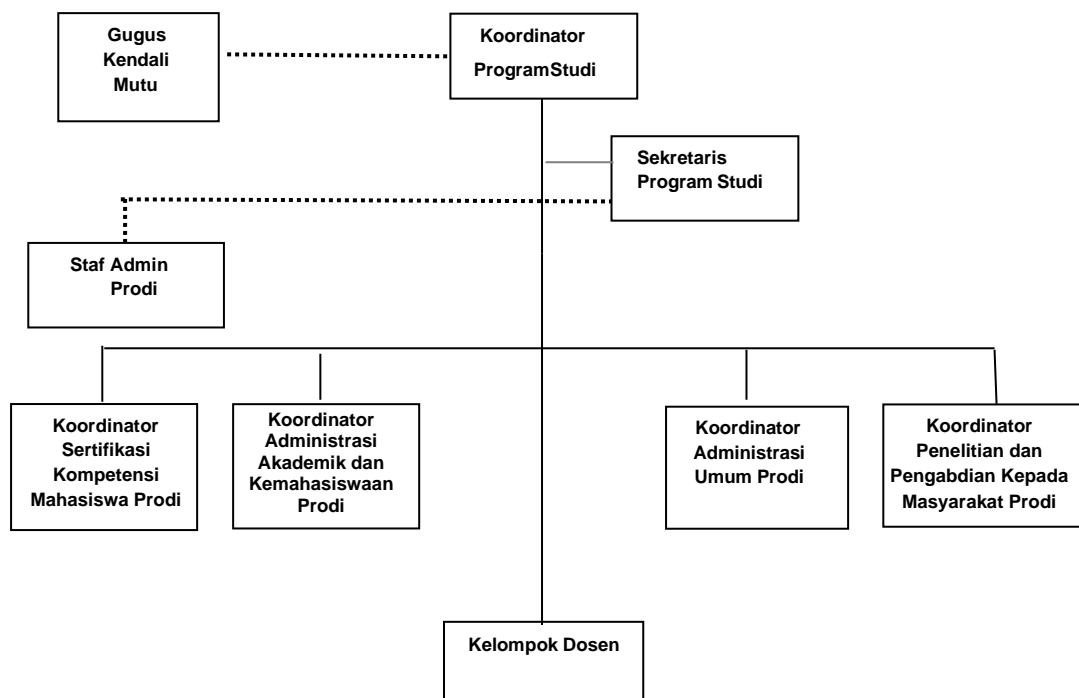 Gugus
Kendali
Mutu
Koordinator
ProgramStudi
Sekretaris
Program Studi
Staf Admin
Prodi
Koordinator
Sertifikasi
Kompetensi
Mahasiswa Prodi
Koordinator
Administrasi
Akademik dan
Kemahasiswaan
Prodi
Koordinator
Administrasi
Umum Prodi
Koordinator
Penelitian dan
Pengabdian Kepada
Masyarakat Prodi
Kelompok Dosen